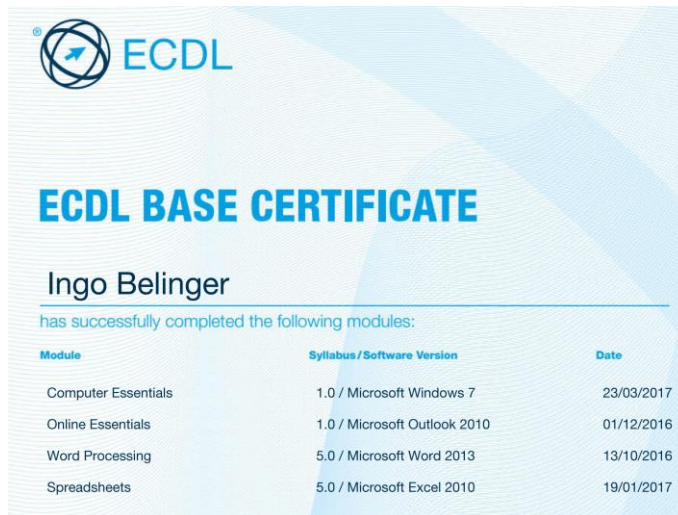 ® ECDL
ECDL BASE CERTIFICATE
Ingo Belinger
has successfully completed the following modules:
Module Syllabus/Software Version Date
Computer Essentials 1.0 / Microsoft Windows 7 23/03/2017
Online Essentials 1.0 / Microsoft Outlook 2010 01/12/2016
Word Processing 5.0 / Microsoft Word 2013 13/10/2016
Spreadsheets 5.0 / Microsoft Excel 2010 19/01/2017